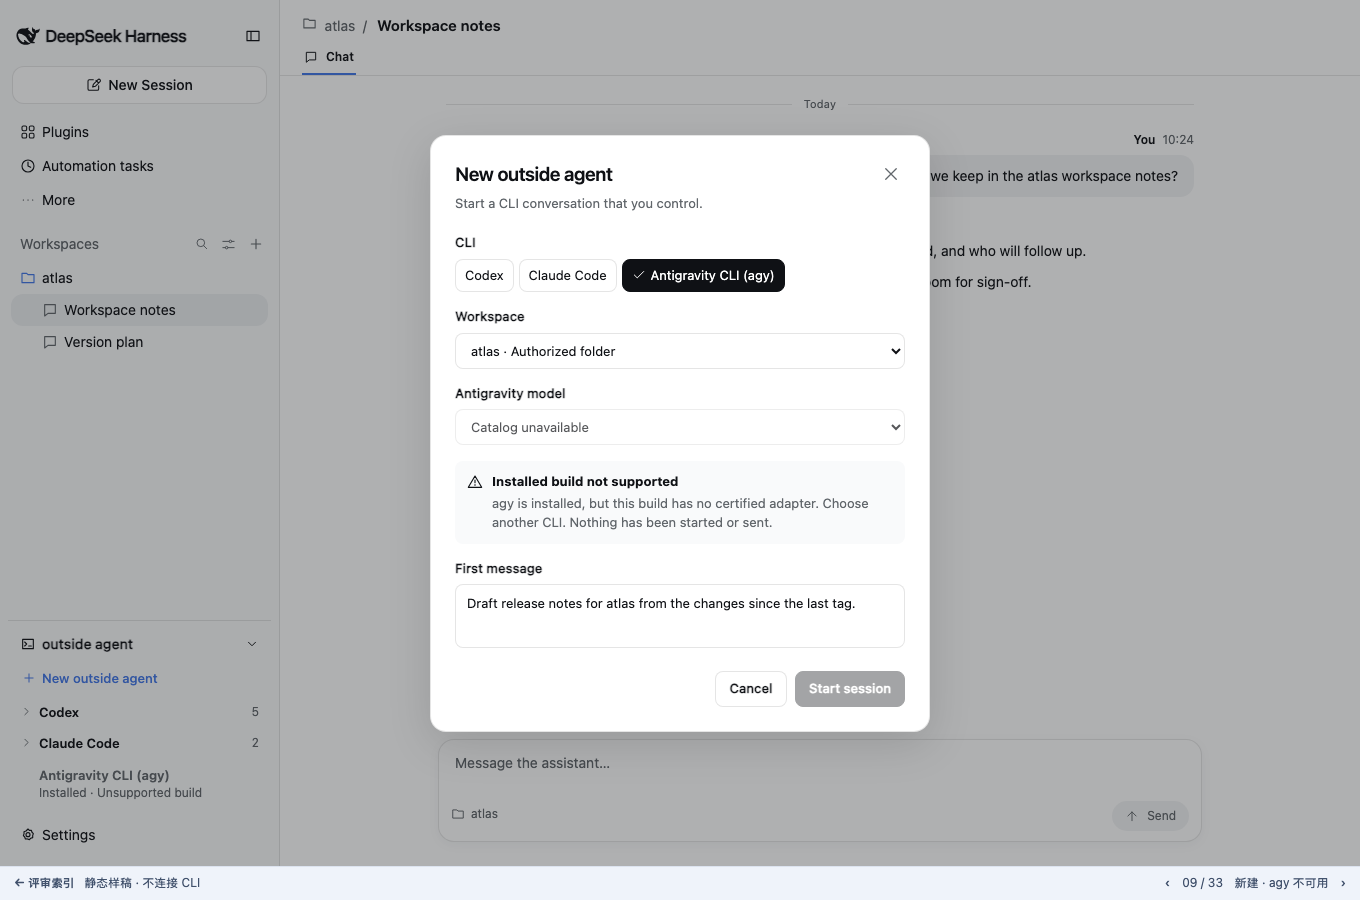 DeepSeek Harness
New Session
Plugins
Automation tasks
More
Workspaces
atlas
Workspace notes
Version plan
outside agent
New outside agent
Codex 5
Claude Code 2
Antigravity CLI (agy)
Installed · Unsupported build
Settings
atlas / Workspace notes
Chat
Today
You 10:24
we keep in the atlas workspace notes?
, and who will follow up.
om for sign-off.
New outside agent
Start a CLI conversation that you control.
CLI
Codex
Claude Code
Antigravity CLI (agy)
Workspace
atlas · Authorized folder
Antigravity model
Catalog unavailable
Installed build not supported
agy is installed, but this build has no certified adapter. Choose
another CLI. Nothing has been started or sent.
First message
Draft release notes for atlas from the changes since the last tag.
Cancel
Start session
Message the assistant...
atlas
Send
← 评审索引 静态样稿 · 不连接 CLI
‹ 09 / 33 新建 · agy 不可用 ›